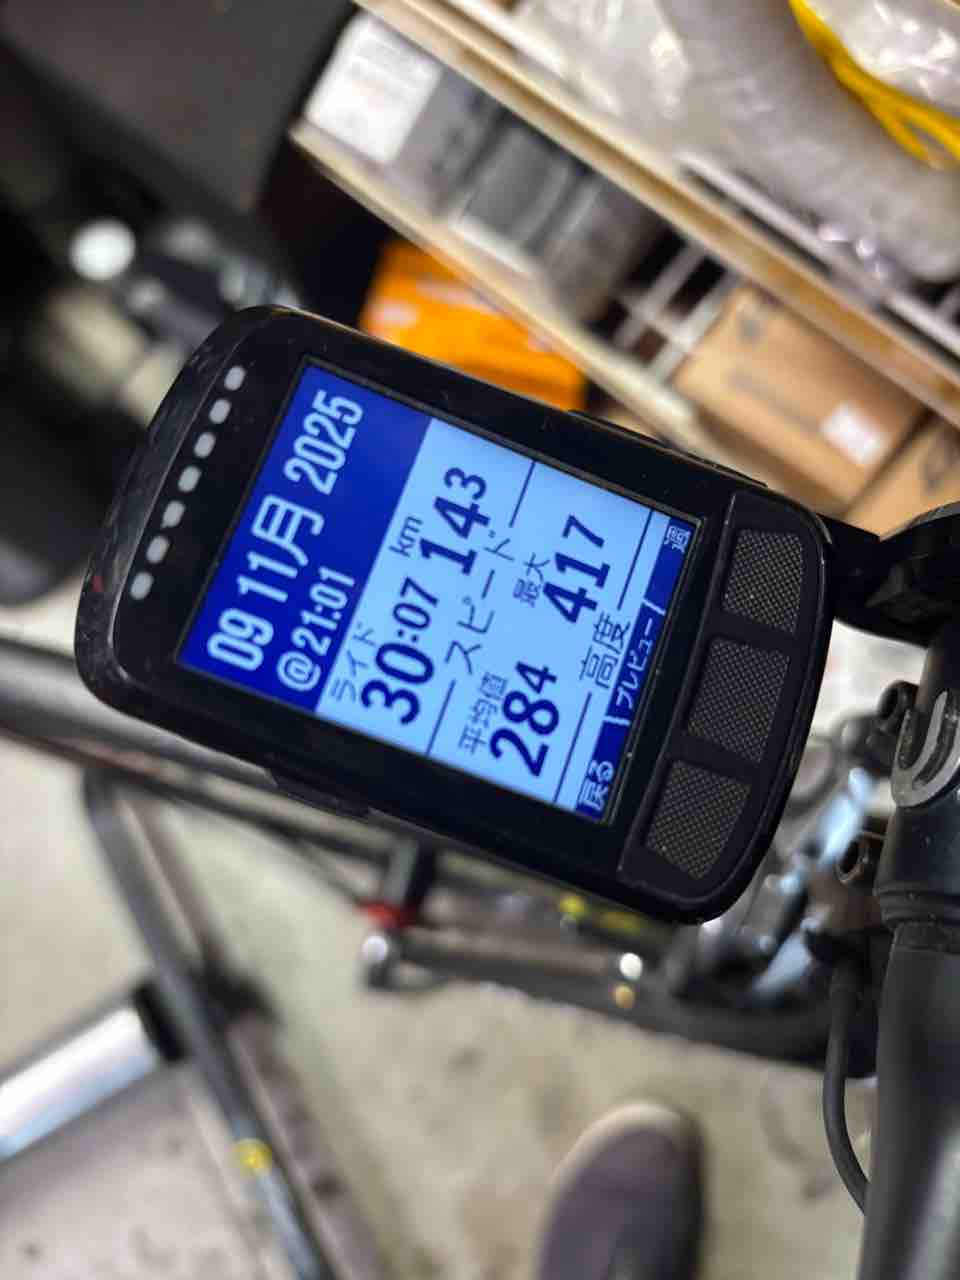 09 11月 2025
@21:01
ライド km
30:07 143
スピード
平均値 最大
284 417
高度
戻る プレビュー 週